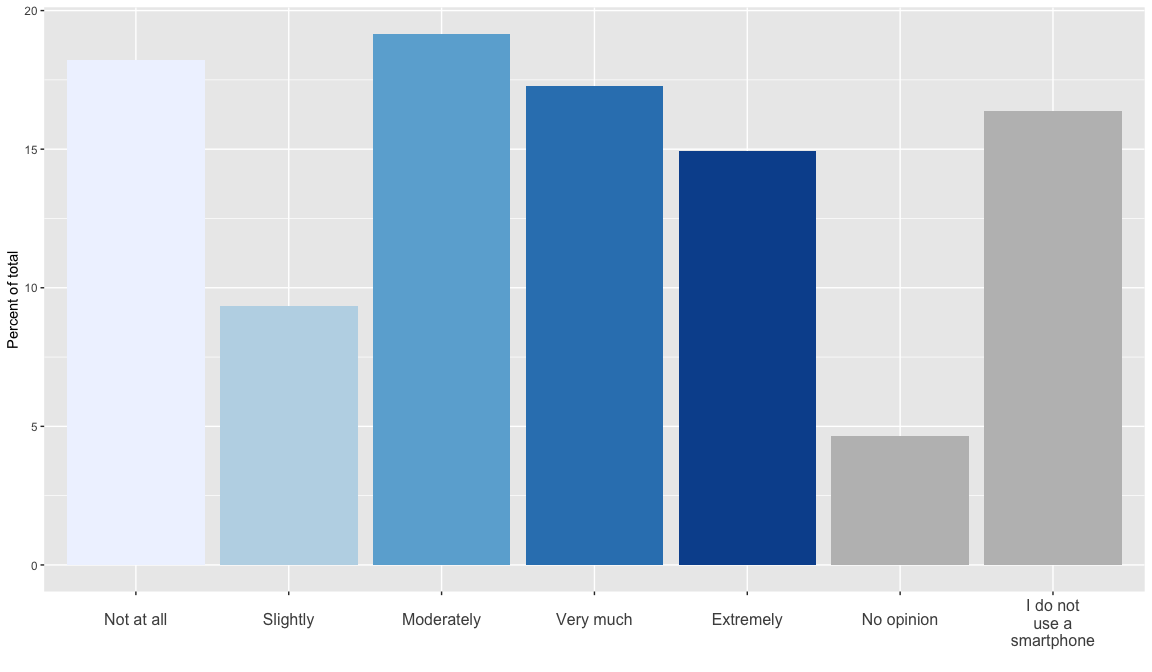 20
15
10
5
0
Percent of total
Not at all
Slightly
Moderately
Very much
Extremely
No opinion
I do not
use a
smartphone